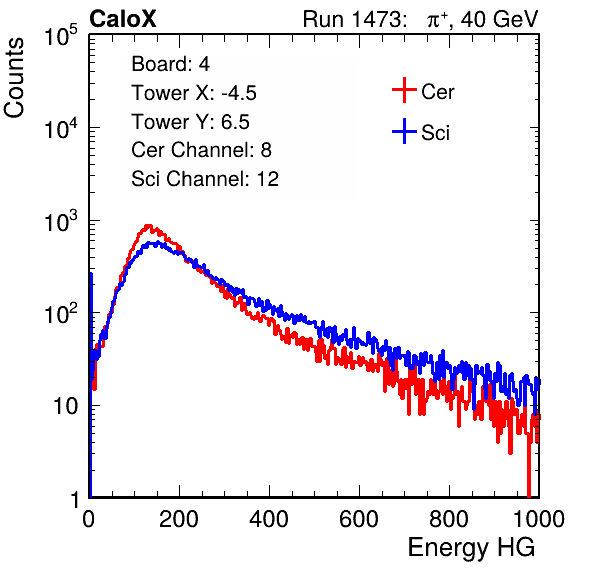 CaloX Run 1473: π⁺, 40 GeV
Counts
10⁵
10⁴
10³
10²
10
1
Board: 4
Tower X: -4.5
Tower Y: 6.5
Cer Channel: 8
Sci Channel: 12
Cer
Sci
0 200 400 600 800 1000
Energy HG